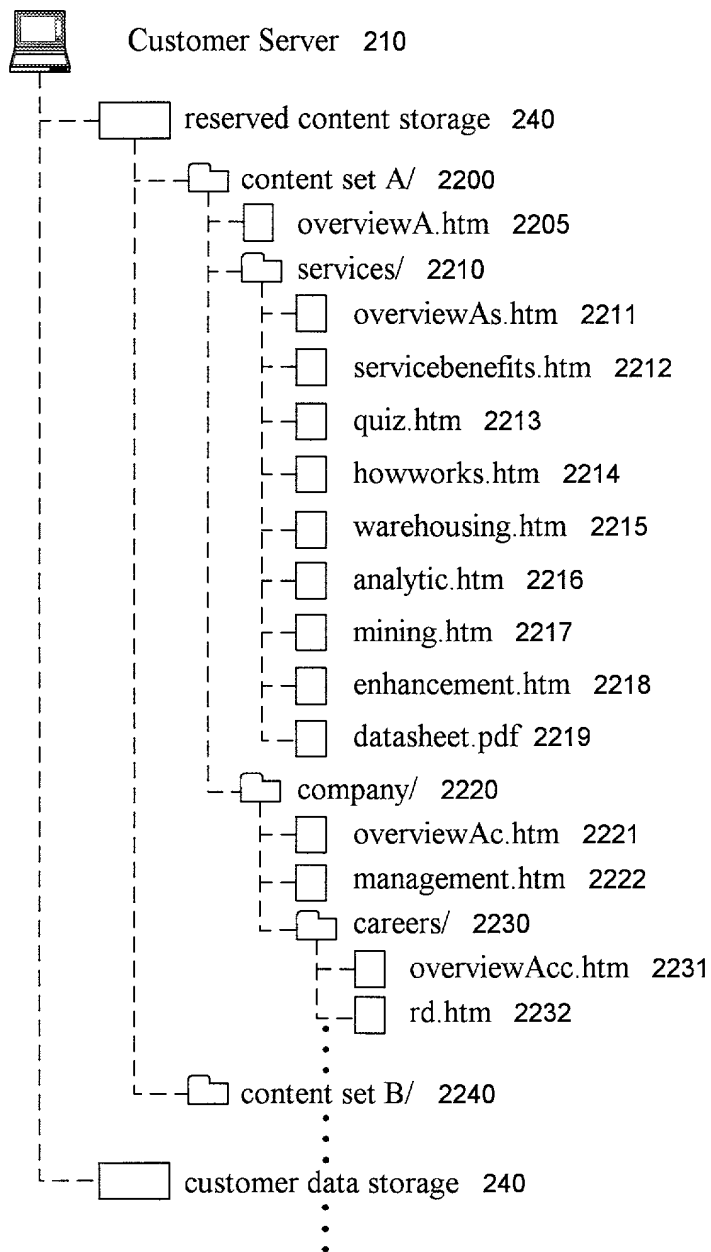 Customer Server 210
reserved content storage 240
content set A/ 2200
overviewA.htm 2205
services/ 2210
overviewAs.htm 2211
servicebenefits.htm 2212
quiz.htm 2213
howworks.htm 2214
warehousing.htm 2215
analytic.htm 2216
mining.htm 2217
enhancement.htm 2218
datasheet.pdf 2219
company/ 2220
overviewAc.htm 2221
management.htm 2222
careers/ 2230
overviewAcc.htm 2231
rd.htm 2232
content set B/ 2240
customer data storage 240